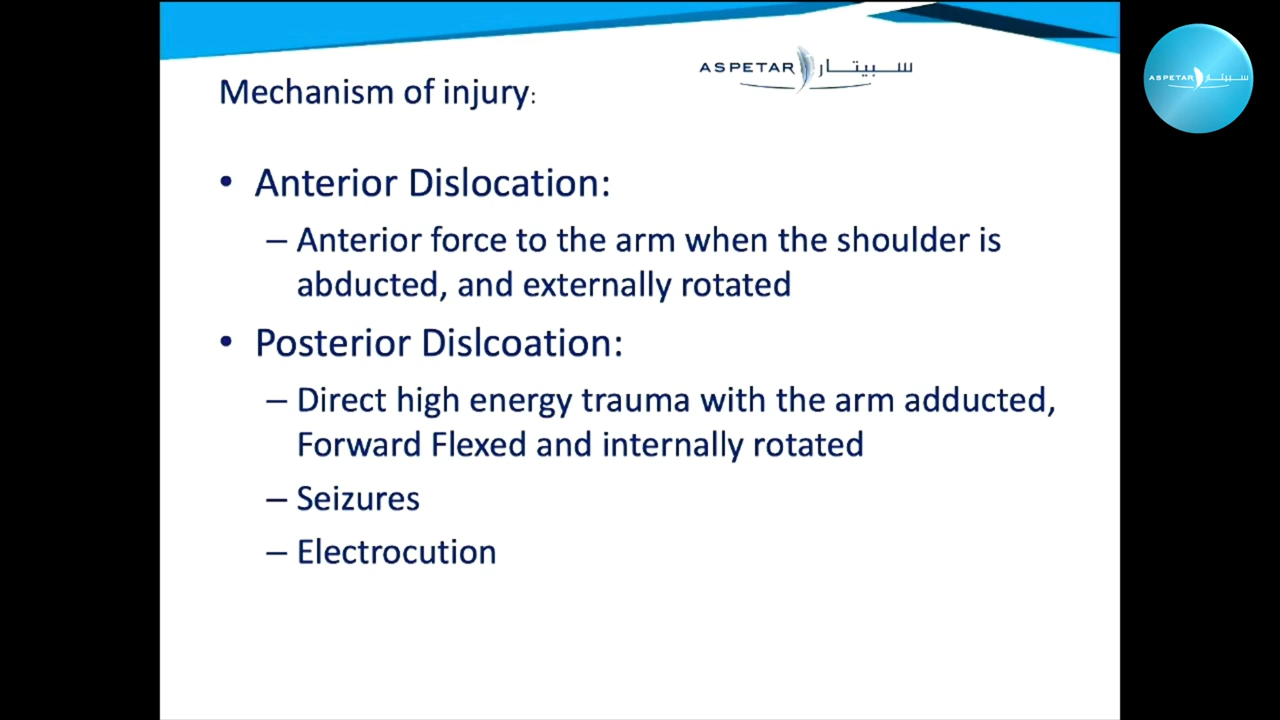 ASPETAR سبيتار
ASPETAR سبيتار
Mechanism of injury:
• Anterior Dislocation:
– Anterior force to the arm when the shoulder is
abducted, and externally rotated
• Posterior Dislcoation:
– Direct high energy trauma with the arm adducted,
Forward Flexed and internally rotated
– Seizures
– Electrocution